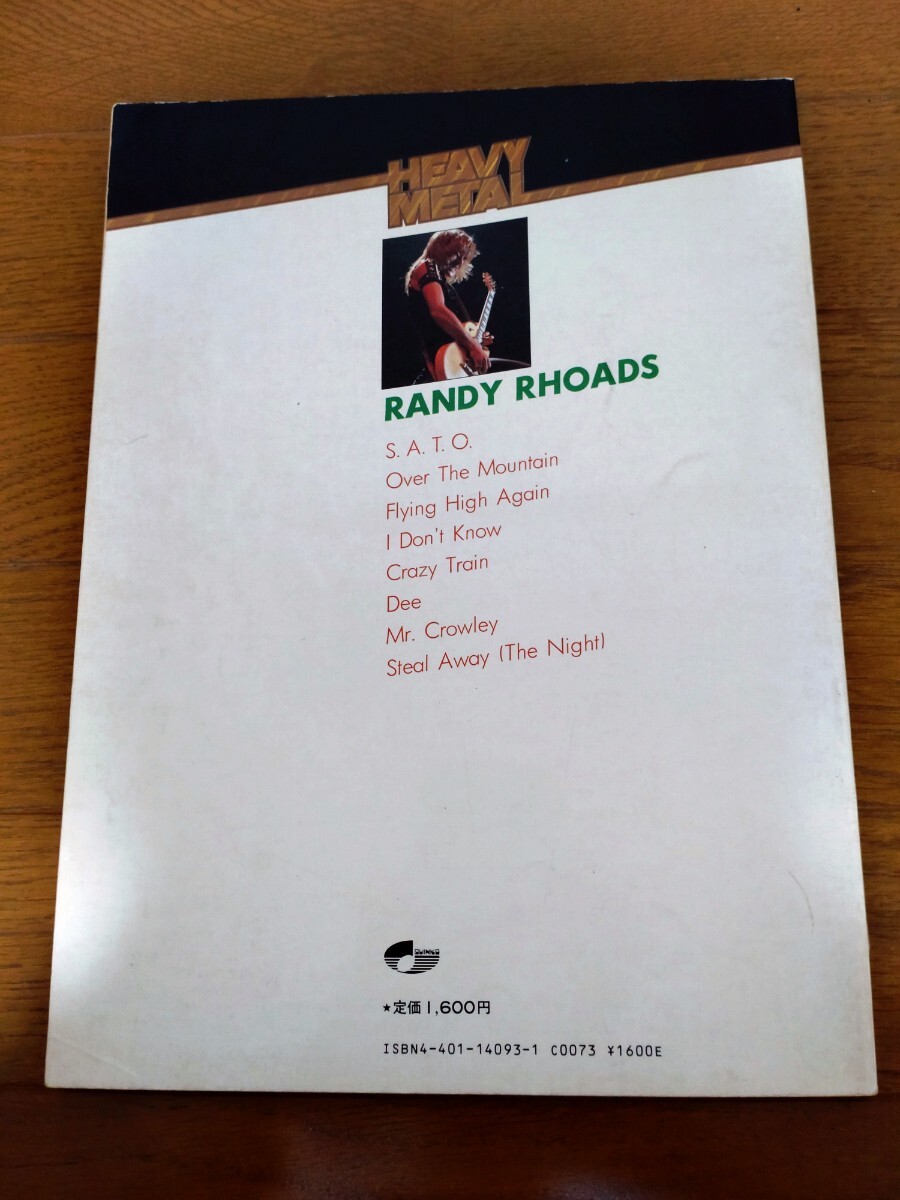 HEAVY
METAL
RANDY RHOADS
S. A. T. O.
Over The Mountain
Flying High Again
I Don't Know
Crazy Train
Dee
Mr. Crowley
Steal Away (The Night)
★定価1,600円
ISBN4-401-14093-1 C0073 ¥1600E